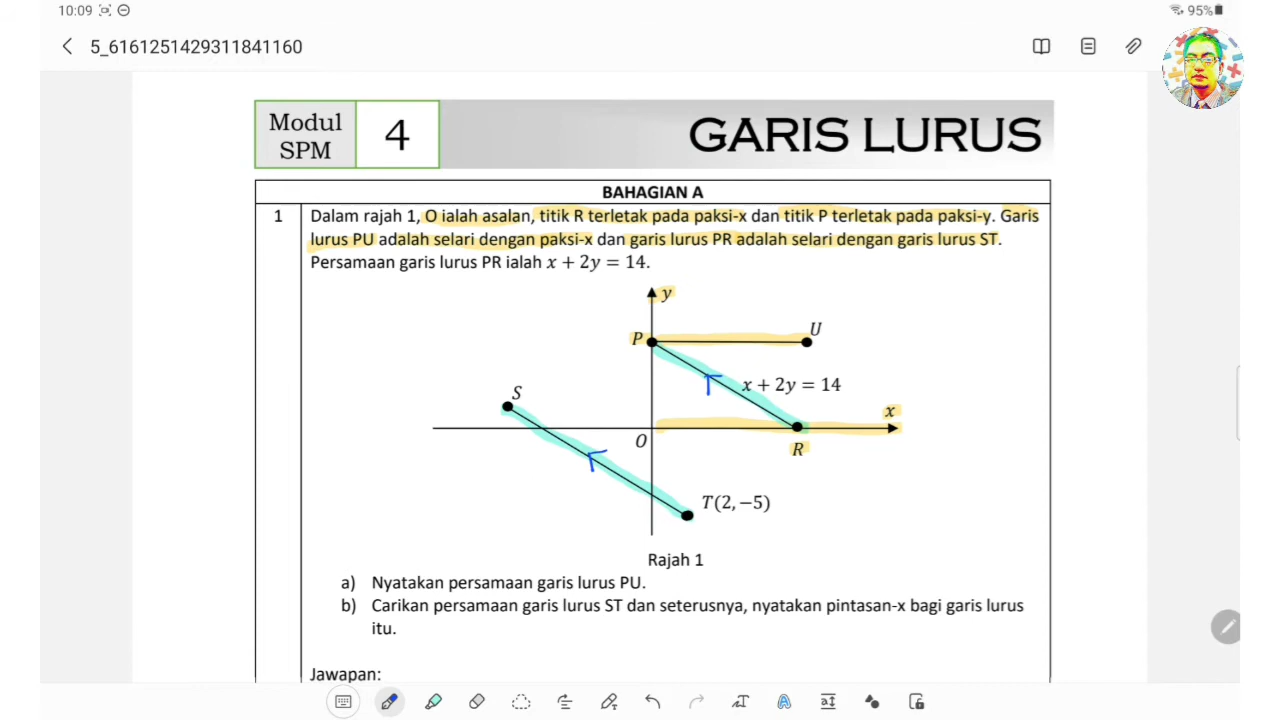 10:09
95%
5_6161251429311841160
Modul
SPM
4
GARIS LURUS
BAHAGIAN A
1 Dalam rajah 1, O ialah asalan, titik R terletak pada paksi-x dan titik P terletak pada paksi-y. Garis
lurus PU adalah selari dengan paksi-x dan garis lurus PR adalah selari dengan garis lurus ST.
Persamaan garis lurus PR ialah x + 2y = 14.
y
P
U
x + 2y = 14
S
x
O
R
T(2, −5)
Rajah 1
a) Nyatakan persamaan garis lurus PU.
b) Carikan persamaan garis lurus ST dan seterusnya, nyatakan pintasan-x bagi garis lurus
itu.
Jawapan: